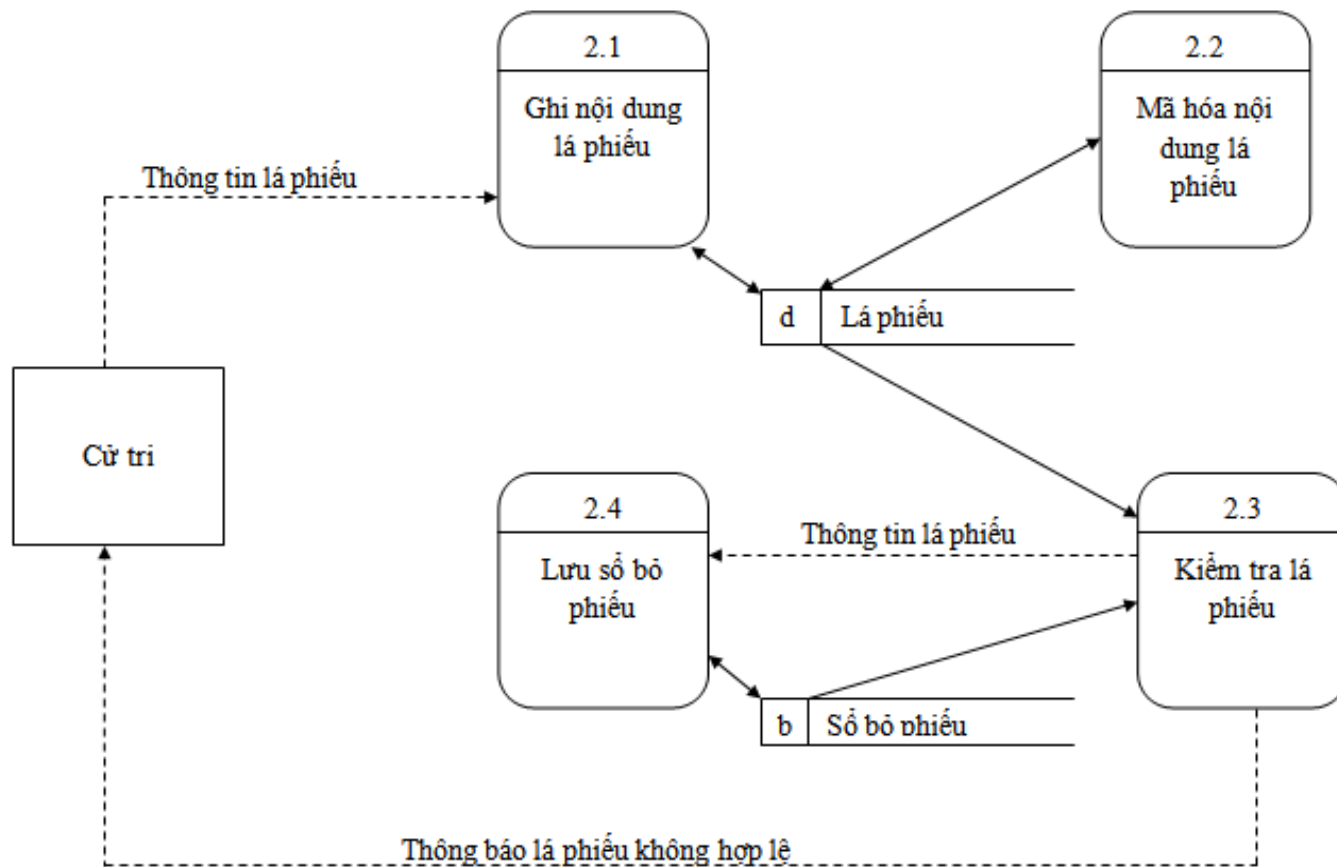 2.1
Ghi nội dung
lá phiếu
2.2
Mã hóa nội
dung lá
phiếu
Thông tin lá phiếu
d
Lá phiếu
Cử tri
2.4
Lưu sổ bỏ
phiếu
Thông tin lá phiếu
2.3
Kiểm tra lá
phiếu
b
Sổ bỏ phiếu
Thông báo lá phiếu không hợp lệ